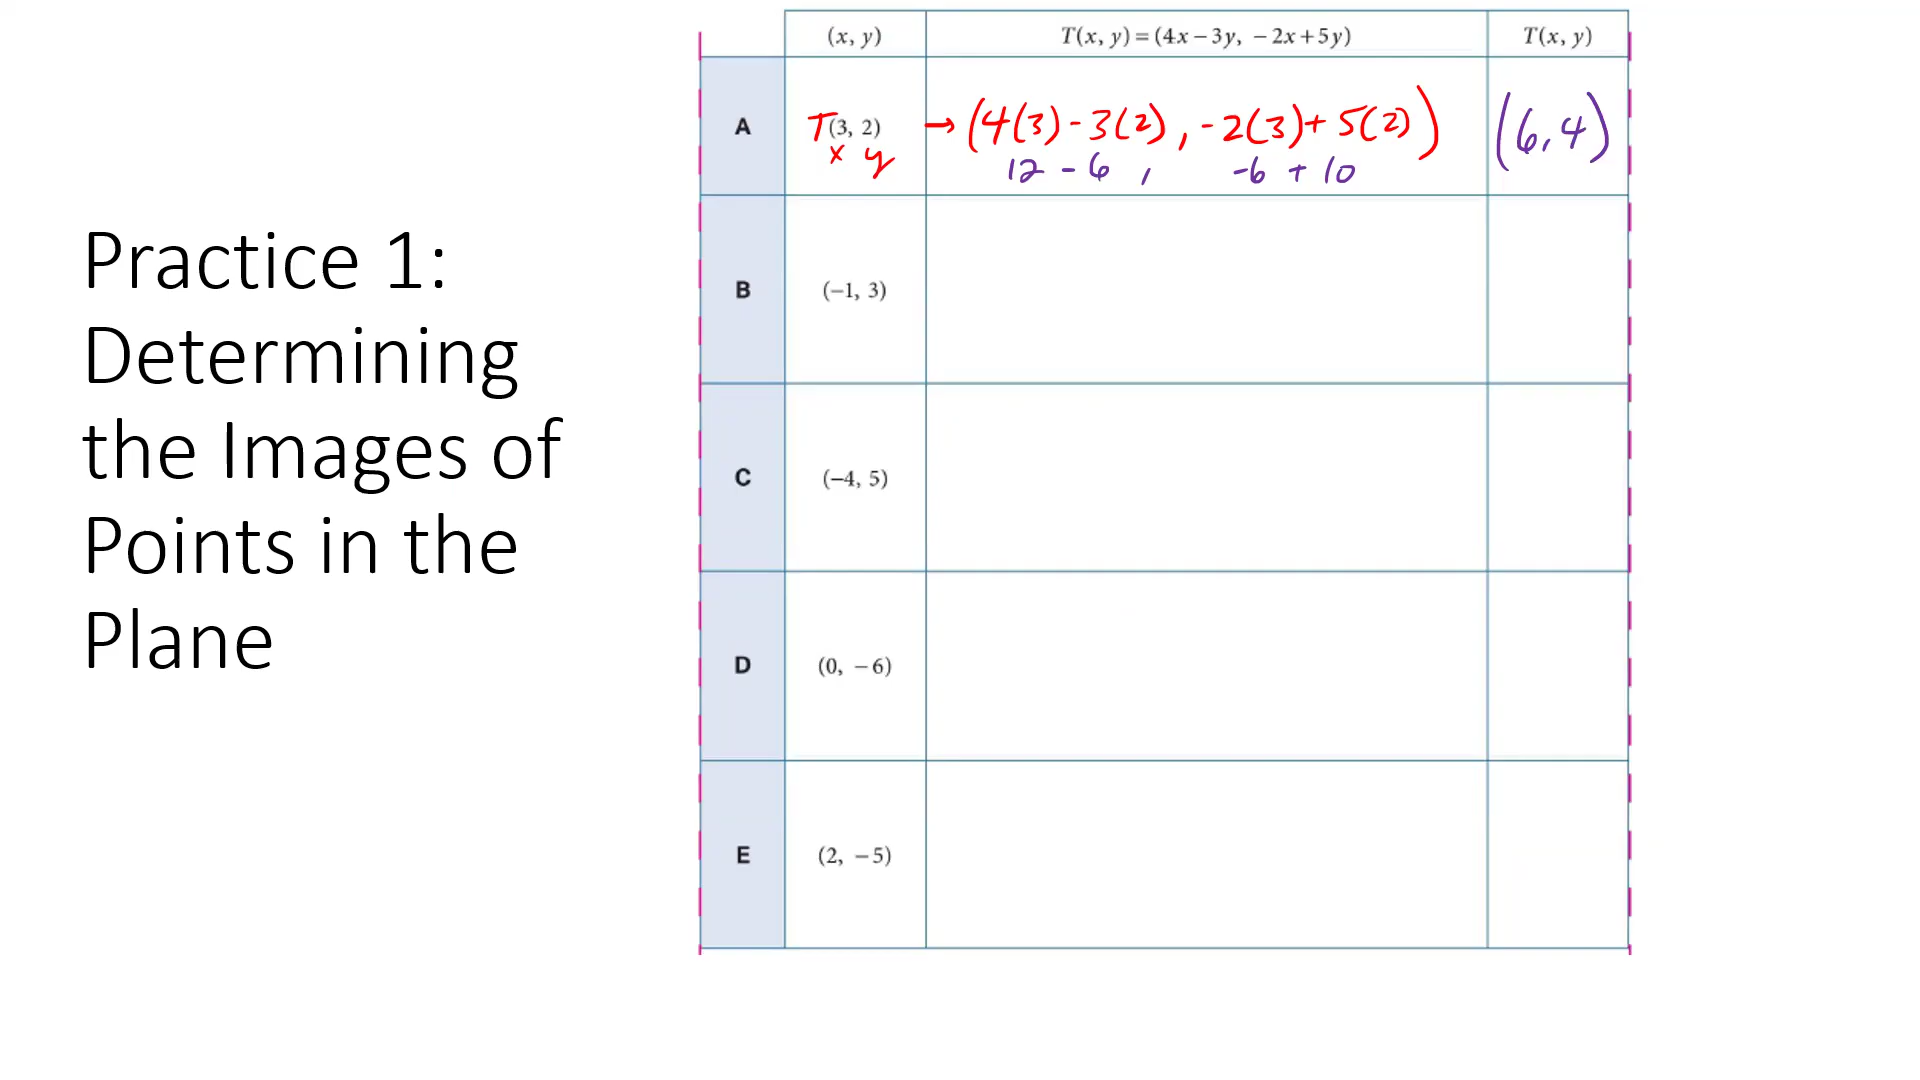 Practice 1:
Determining
the Images of
Points in the
Plane
(x, y) T(x, y) = (4x − 3y, − 2x + 5y) T(x, y)
A T(3, 2) → (4(3) - 3(2), -2(3) + 5(2)) (6, 4)
x y 12 - 6 , -6 + 10
B (−1, 3)
C (−4, 5)
D (0, − 6)
E (2, − 5)